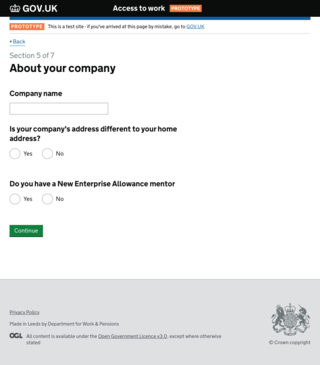 GOV.UK Access to work PROTOTYPE
PROTOTYPE This is a test site - if you've arrived at this page by mistake, go to GOV.UK
Back
Section 5 of 7
About your company
Company name
Is your company's address different to your home
address?
Yes No
Do you have a New Enterprise Allowance mentor
Yes No
Continue
Privacy Policy
Made in Leeds by Department for Work & Pensions
OGL All content is available under the Open Government Licence v3.0, except where otherwise
stated
© Crown copyright